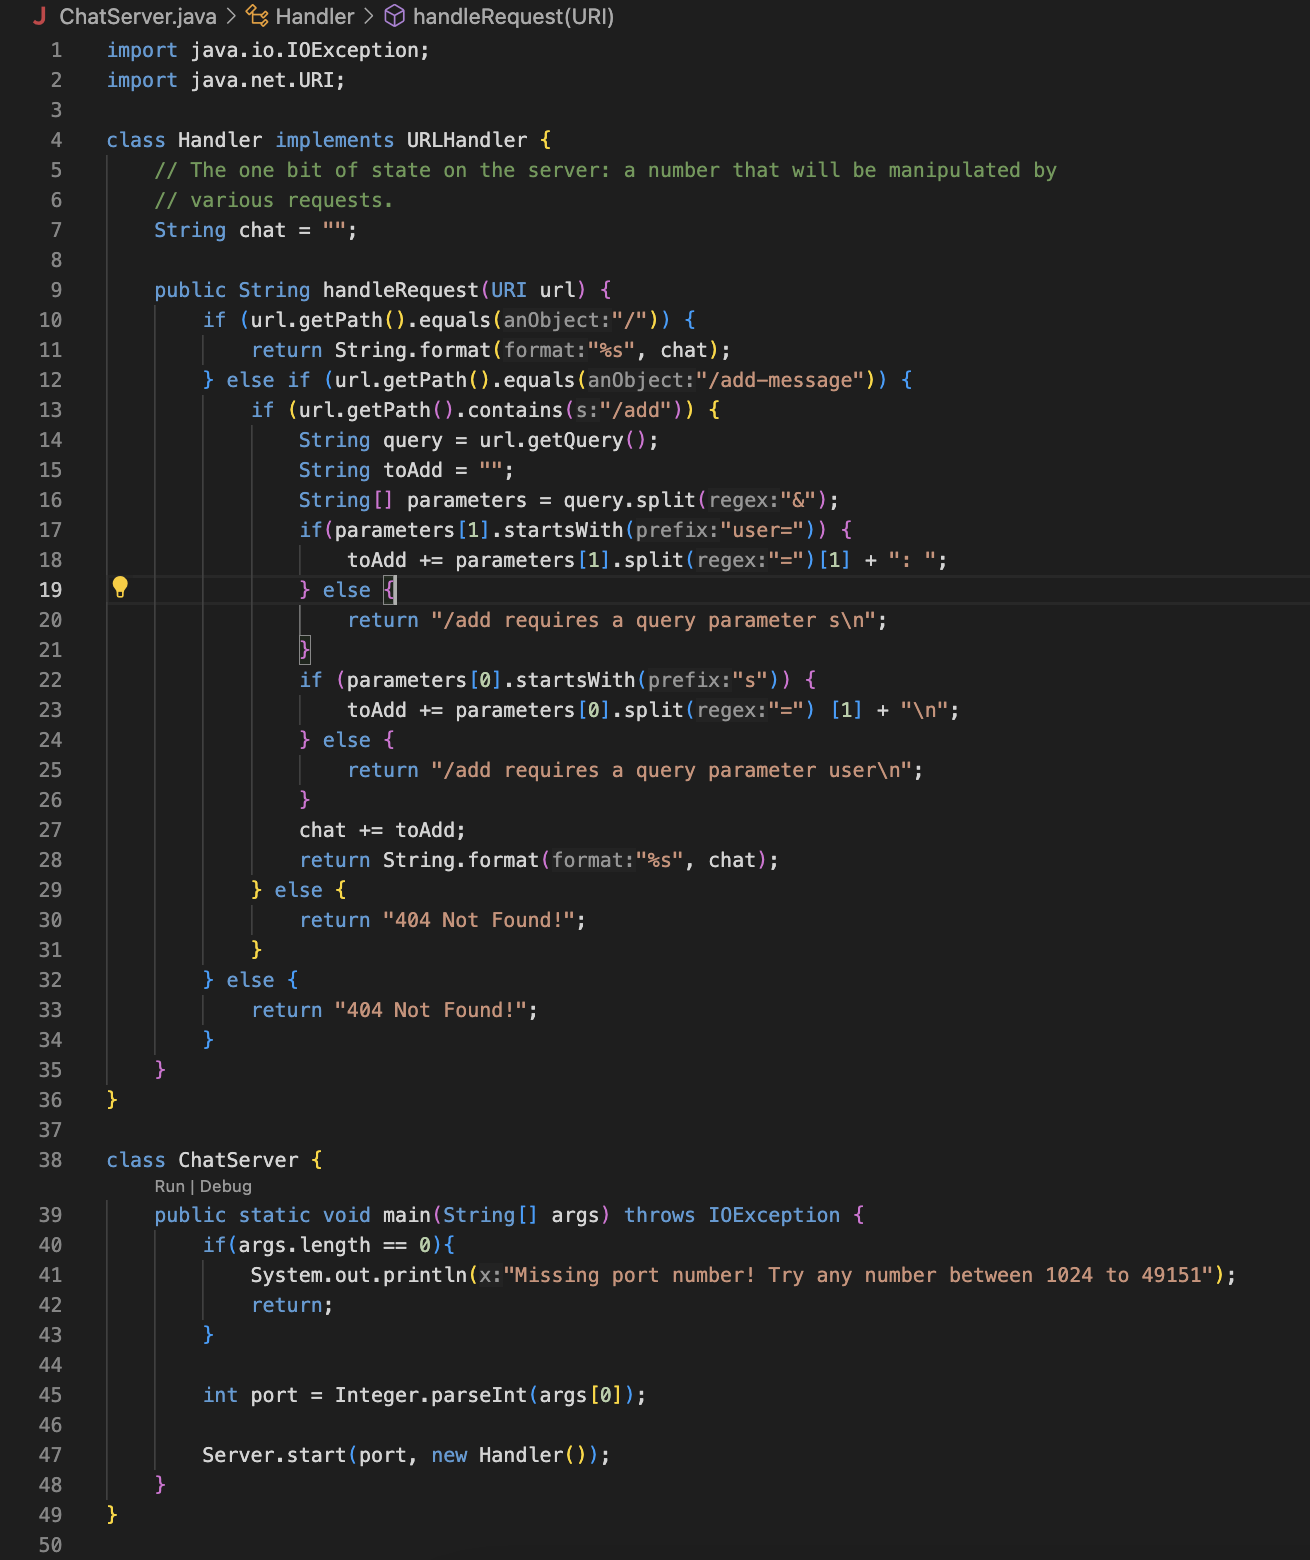 ChatServer.java > Handler > handleRequest(URI)
1 import java.io.IOException;
2 import java.net.URI;
3
4 class Handler implements URLHandler {
5     // The one bit of state on the server: a number that will be manipulated by
6     // various requests.
7     String chat = "";
8
9     public String handleRequest(URI url) {
10         if (url.getPath().equals(anObject:"/")) {
11             return String.format(format:"%s", chat);
12         } else if (url.getPath().equals(anObject:"/add-message")) {
13             if (url.getPath().contains(s:"/add")) {
14                 String query = url.getQuery();
15                 String toAdd = "";
16                 String[] parameters = query.split(regex:"&");
17                 if(parameters[1].startsWith(prefix:"user=")) {
18                     toAdd += parameters[1].split(regex:"=")[1] + ": ";
19                 } else {
20                     return "/add requires a query parameter s\n";
21                 }
22                 if (parameters[0].startsWith(prefix:"s")) {
23                     toAdd += parameters[0].split(regex:"=") [1] + "\n";
24                 } else {
25                     return "/add requires a query parameter user\n";
26                 }
27                 chat += toAdd;
28                 return String.format(format:"%s", chat);
29             } else {
30                 return "404 Not Found!";
31             }
32         } else {
33             return "404 Not Found!";
34         }
35     }
36 }
37
38 class ChatServer {
Run | Debug
39     public static void main(String[] args) throws IOException {
40         if(args.length == 0){
41             System.out.println(x:"Missing port number! Try any number between 1024 to 49151");
42             return;
43         }
44
45         int port = Integer.parseInt(args[0]);
46
47         Server.start(port, new Handler());
48     }
49 }
50